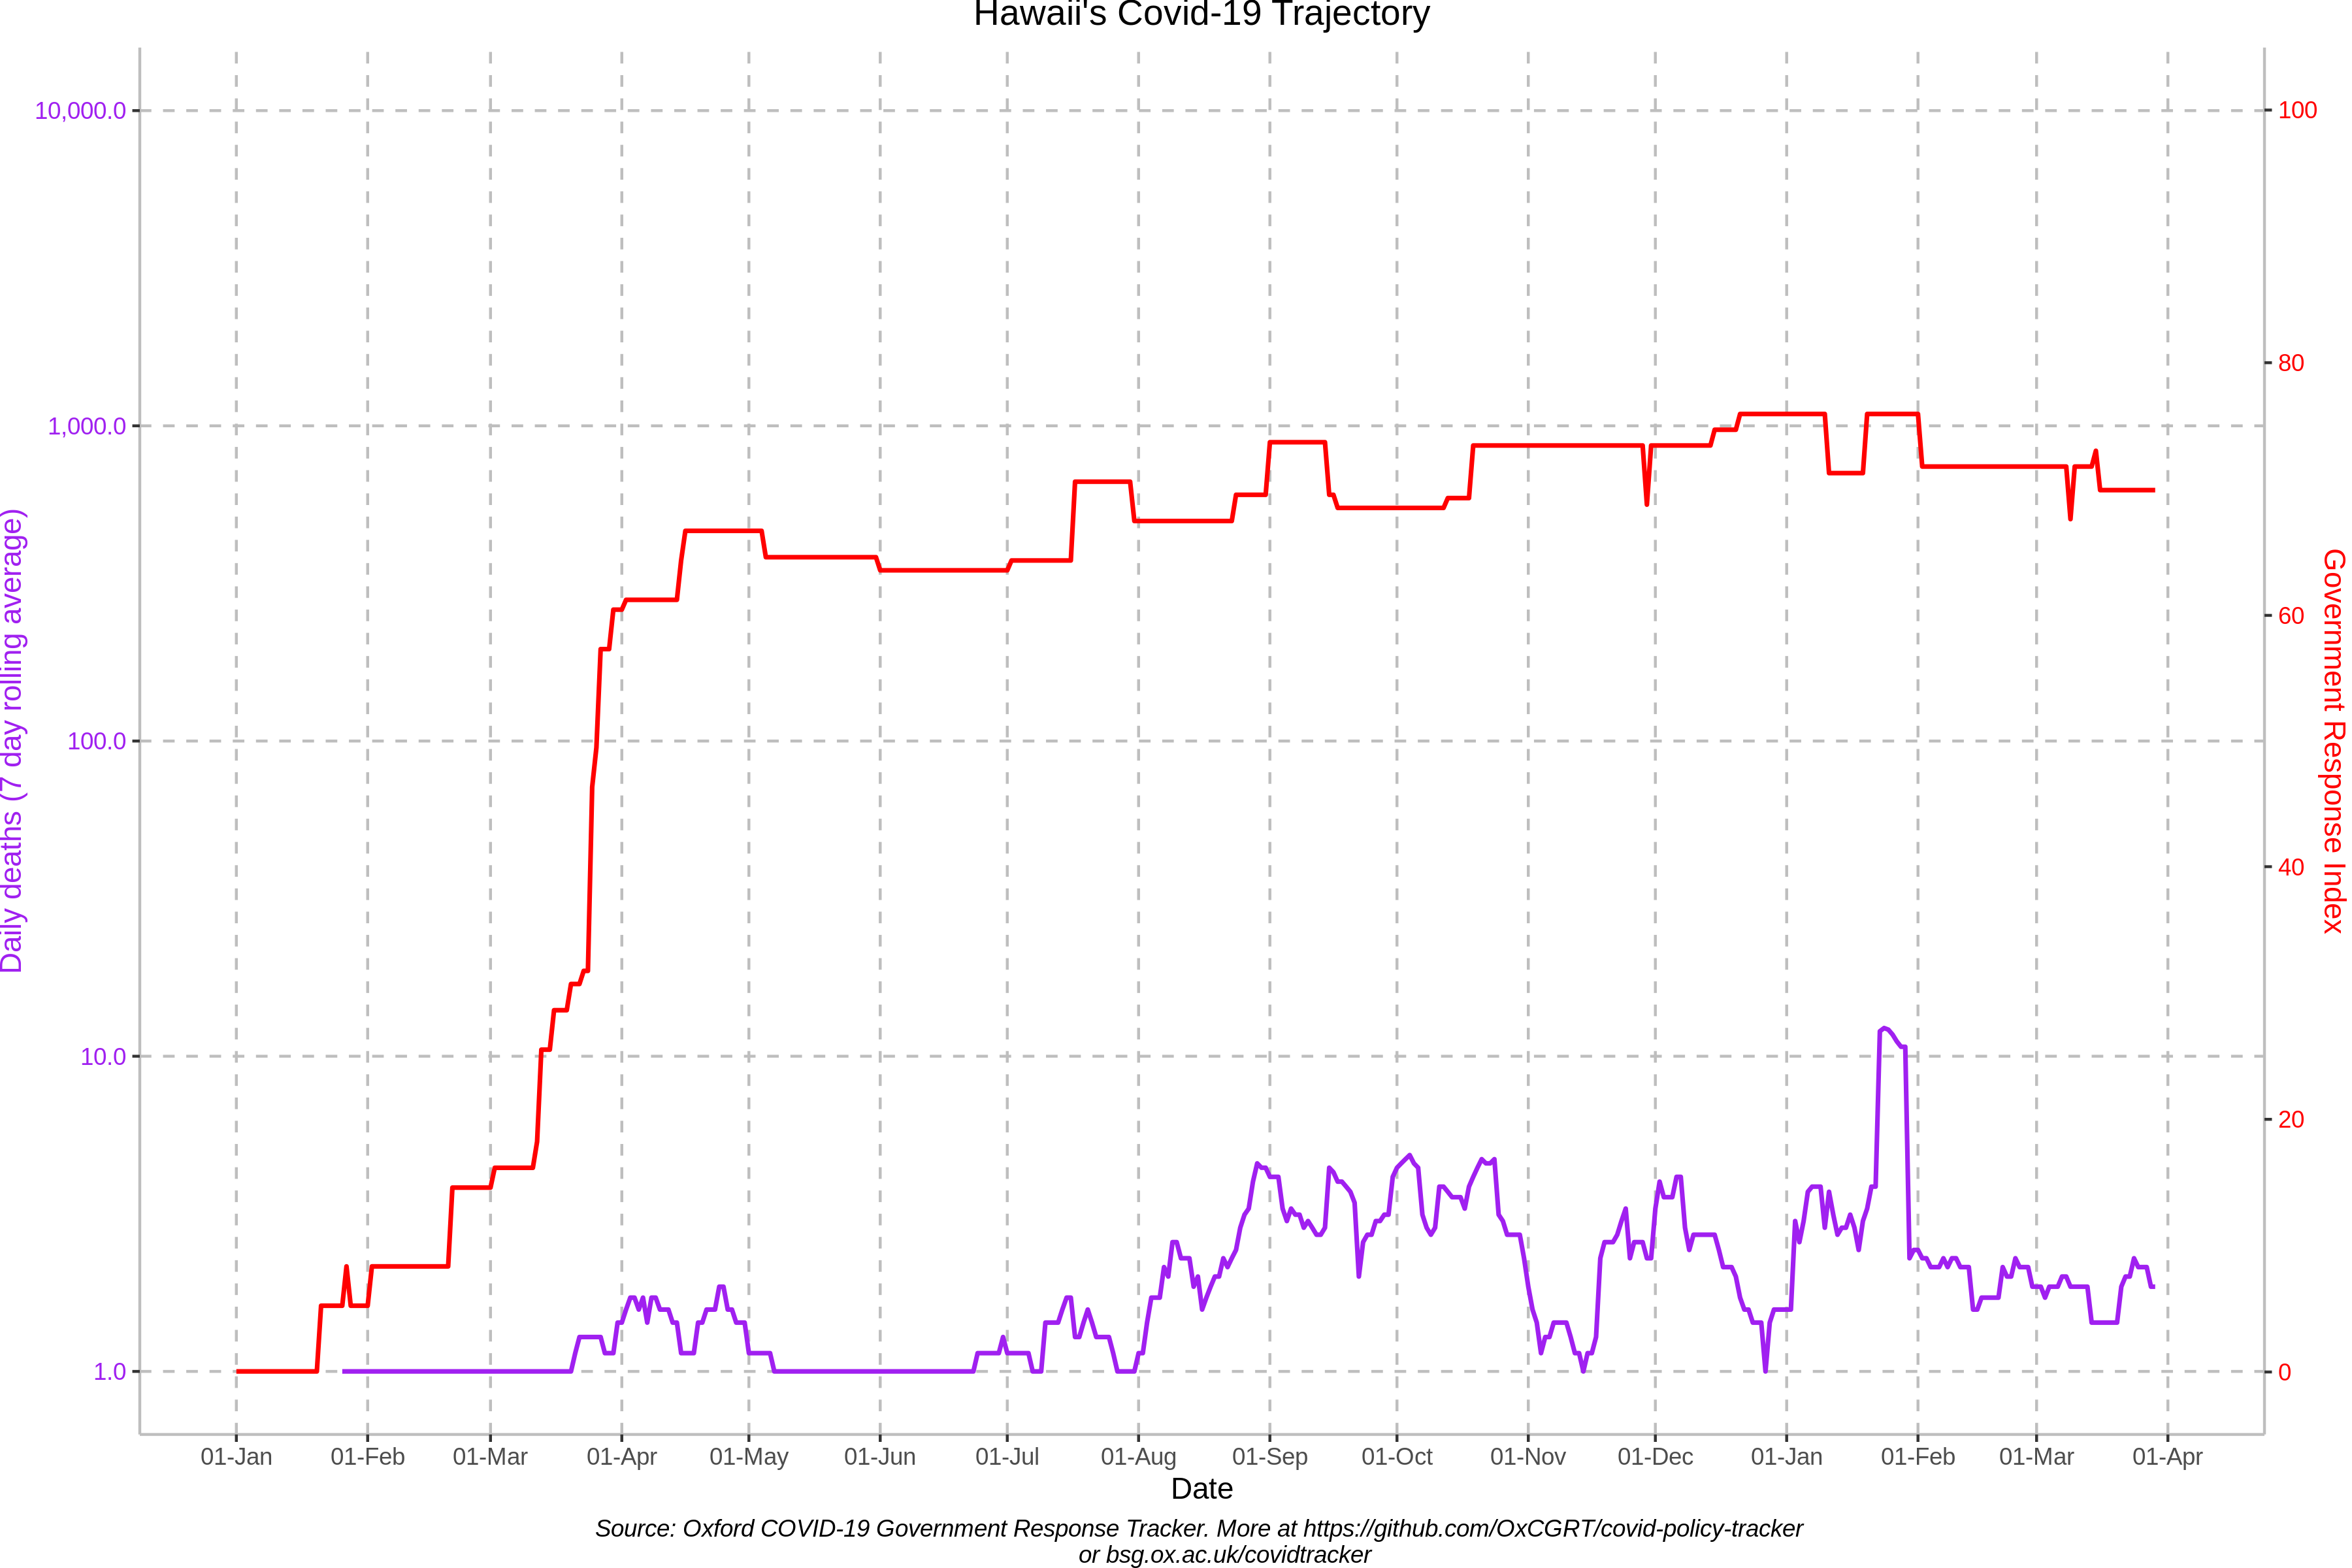 Hawaii's Covid-19 Trajectory
10,000.0
1,000.0
100.0
10.0
1.0
Daily deaths (7 day rolling average)
100
80
60
40
20
0
Government Response Index
01-Jan 01-Feb 01-Mar 01-Apr 01-May 01-Jun 01-Jul 01-Aug 01-Sep 01-Oct 01-Nov 01-Dec 01-Jan 01-Feb 01-Mar 01-Apr
Date
Source: Oxford COVID-19 Government Response Tracker. More at https://github.com/OxCGRT/covid-policy-tracker
or bsg.ox.ac.uk/covidtracker